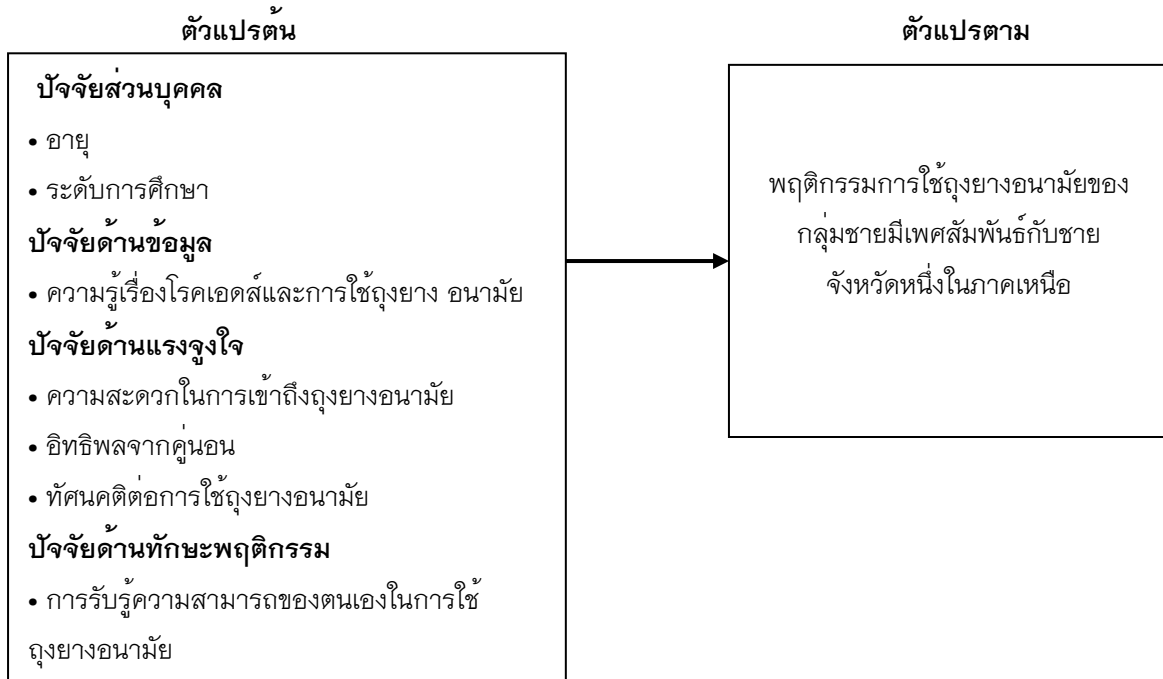 ตัวแปรต้น
ปัจจัยส่วนบุคคล
• อายุ
• ระดับการศึกษา
ปัจจัยด้านข้อมูล
• ความรู้เรื่องโรคเอดส์และการใช้ถุงยาง อนามัย
ปัจจัยด้านแรงจูงใจ
• ความสะดวกในการเข้าถึงถุงยางอนามัย
• อิทธิพลจากคู่นอน
• ทัศนคติต่อการใช้ถุงยางอนามัย
ปัจจัยด้านทักษะพฤติกรรม
• การรับรู้ความสามารถของตนเองในการใช้
ถุงยางอนามัย
ตัวแปรตาม
พฤติกรรมการใช้ถุงยางอนามัยของ
กลุ่มชายมีเพศสัมพันธ์กับชาย
จังหวัดหนึ่งในภาคเหนือ